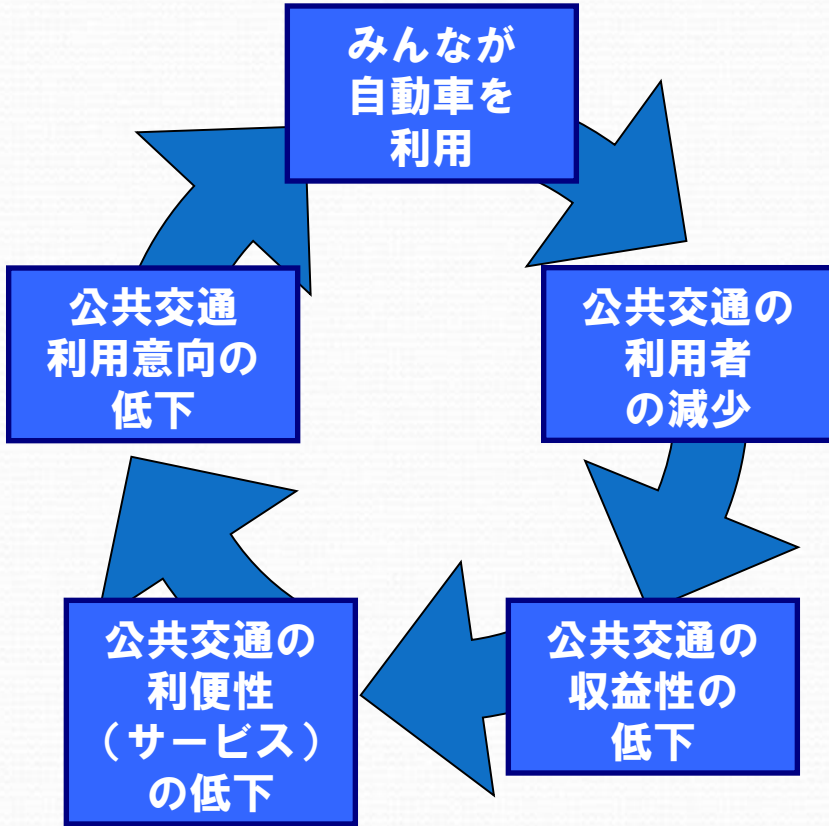 みんなが
自動車を
利用
公共交通の
利用者
の減少
公共交通の
収益性の
低下
公共交通の
利便性
（サービス）
の低下
公共交通
利用意向の
低下